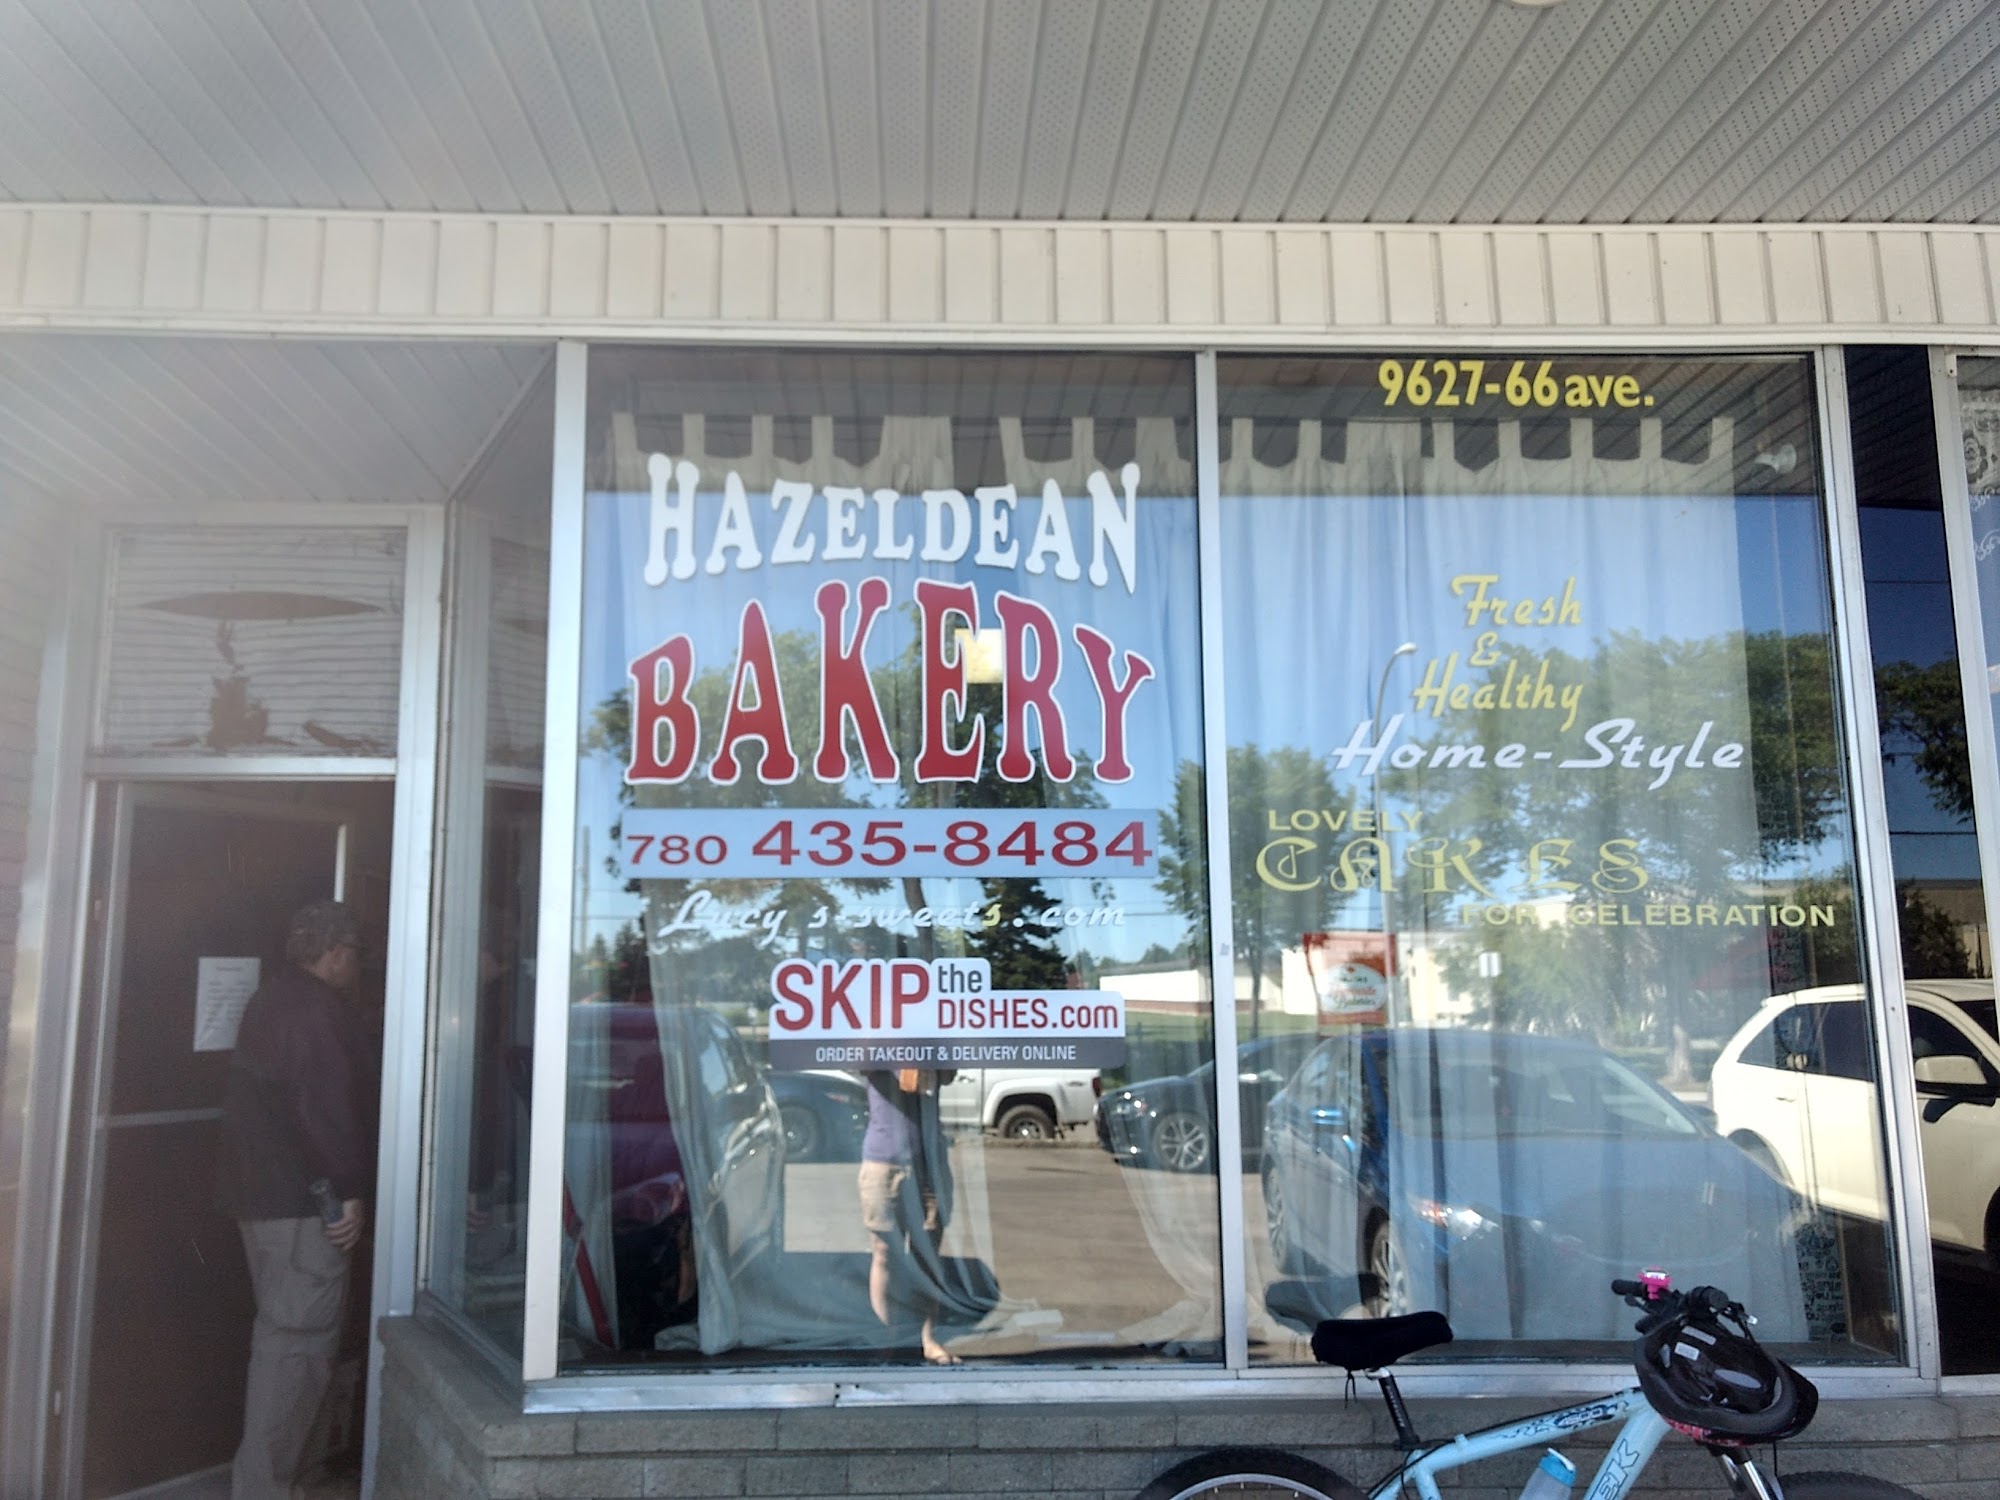 9627-66 ave.
HAZELDEAN
BAKERY
780 435-8484
Lucy s-sweets.com
SKIP the
DISHES.com
ORDER TAKEOUT & DELIVERY ONLINE
Fresh
&
Healthy
Home-Style
LOVELY
CAKES
FOR CELEBRATION